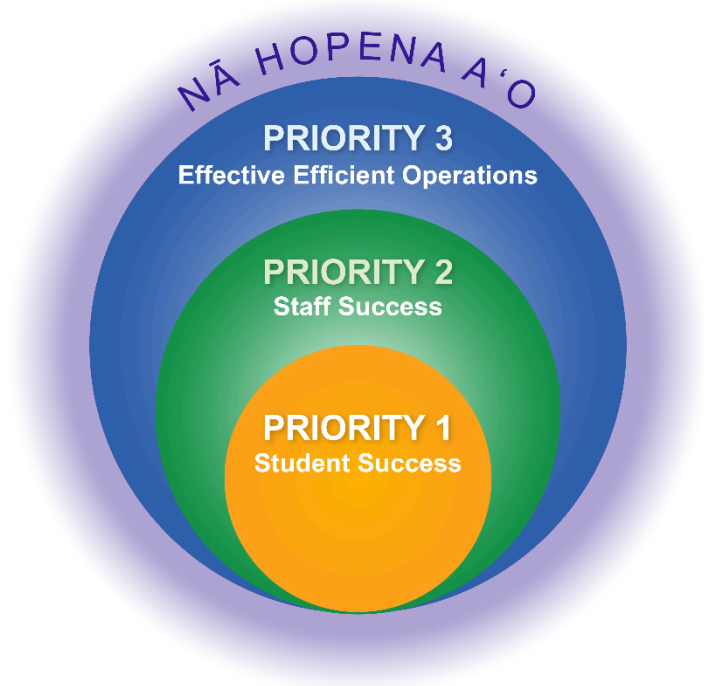 NĀ HOPENA A‘O
PRIORITY 3
Effective Efficient Operations
PRIORITY 2
Staff Success
PRIORITY 1
Student Success